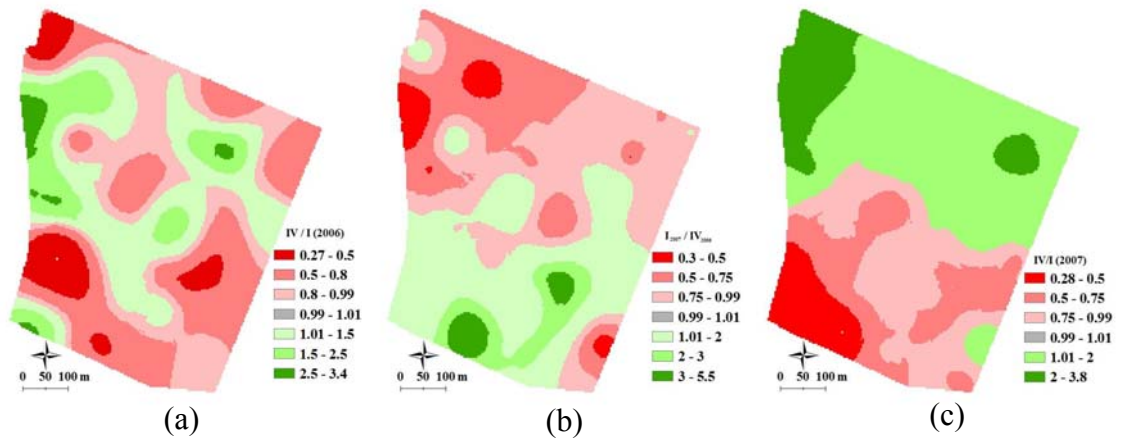 IV / I (2006)
0.27 - 0.5
0.5 - 0.8
0.8 - 0.99
0.99 - 1.01
1.01 - 1.5
1.5 - 2.5
2.5 - 3.4
0 50 100 m
(a)
I2007 / IV2006
0.3 - 0.5
0.5 - 0.75
0.75 - 0.99
0.99 - 1.01
1.01 - 2
2 - 3
3 - 5.5
0 50 100 m
(b)
IV/I (2007)
0.28 - 0.5
0.5 - 0.75
0.75 - 0.99
0.99 - 1.01
1.01 - 2
2 - 3.8
0 50 100 m
(c)